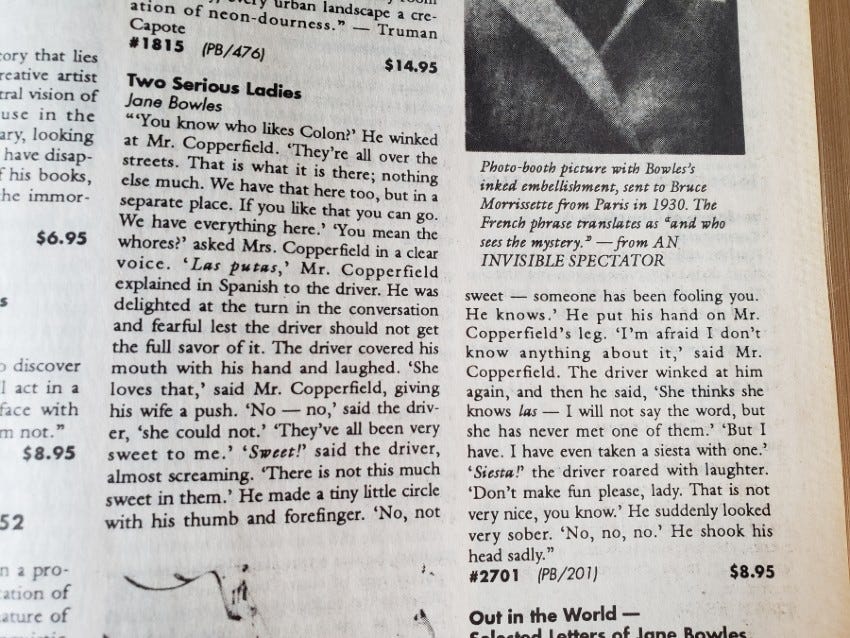 ory that lies
reative artist
tral vision of
use in the
ary, looking
have disap-
f his books,
he immor-
$6.95
s
o discover
l act in a
face with
m not.”
$8.95
52
n a pro-
ation of
ature of
urban landscape a cre-
ation of neon-dourness.” — Truman
Capote
#1815 (PB/476)
$14.95
Two Serious Ladies
Jane Bowles
“‘You know who likes Colon?’ He winked
at Mr. Copperfield. ‘They’re all over the
streets. That is what it is there; nothing
else much. We have that here too, but in a
separate place. If you like that you can go.
We have everything here.’ ‘You mean the
whores?’ asked Mrs. Copperfield in a clear
voice. ‘Las putas,’ Mr. Copperfield
explained in Spanish to the driver. He was
delighted at the turn in the conversation
and fearful lest the driver should not get
the full savor of it. The driver covered his
mouth with his hand and laughed. ‘She
loves that,’ said Mr. Copperfield, giving
his wife a push. ‘No — no,’ said the driv-
er, ‘she could not.’ ‘They’ve all been very
sweet to me.’ ‘Sweet!’ said the driver,
almost screaming. ‘There is not this much
sweet in them.’ He made a tiny little circle
with his thumb and forefinger. ‘No, not
Photo-booth picture with Bowles’s
inked embellishment, sent to Bruce
Morrissette from Paris in 1930. The
French phrase translates as “and who
sees the mystery.” —from AN
INVISIBLE SPECTATOR
sweet — someone has been fooling you.
He knows.’ He put his hand on Mr.
Copperfield’s leg. ‘I’m afraid I don’t
know anything about it,’ said Mr.
Copperfield. The driver winked at him
again, and then he said, ‘She thinks she
knows las — I will not say the word, but
she has never met one of them.’ ‘But I
have. I have even taken a siesta with one.’
‘Siesta!’ the driver roared with laughter.
‘Don’t make fun please, lady. That is not
very nice, you know.’ He suddenly looked
very sober. ‘No, no, no.’ He shook his
head sadly.”
#2701 (PB/201)
$8.95
Out in the World —
Selected Letters of Jane Bowles